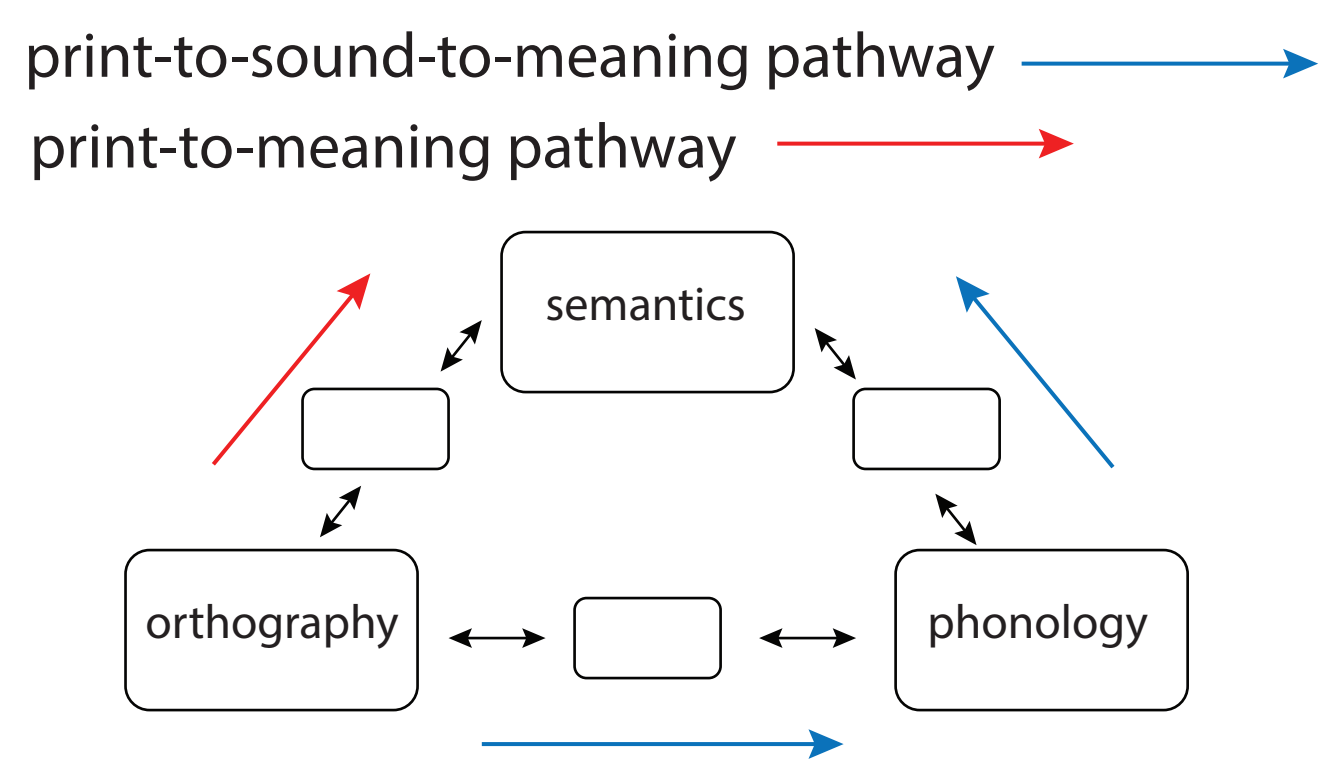 print-to-sound-to-meaning pathway
print-to-meaning pathway
semantics
orthography
phonology